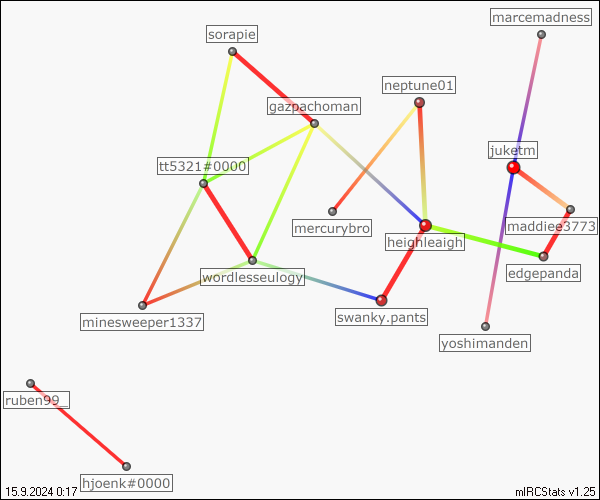 marcemadness
sorapie
neptune01
gazpachoman
juketm
tt5321#0000
mercurybro
maddiee3773
heighleaigh
edgepanda
wordlesseulogy
swanky.pants
minesweeper1337
yoshimanden
ruben99_
hjoenk#0000
15.9.2024 0:17
mIRCStats v1.25